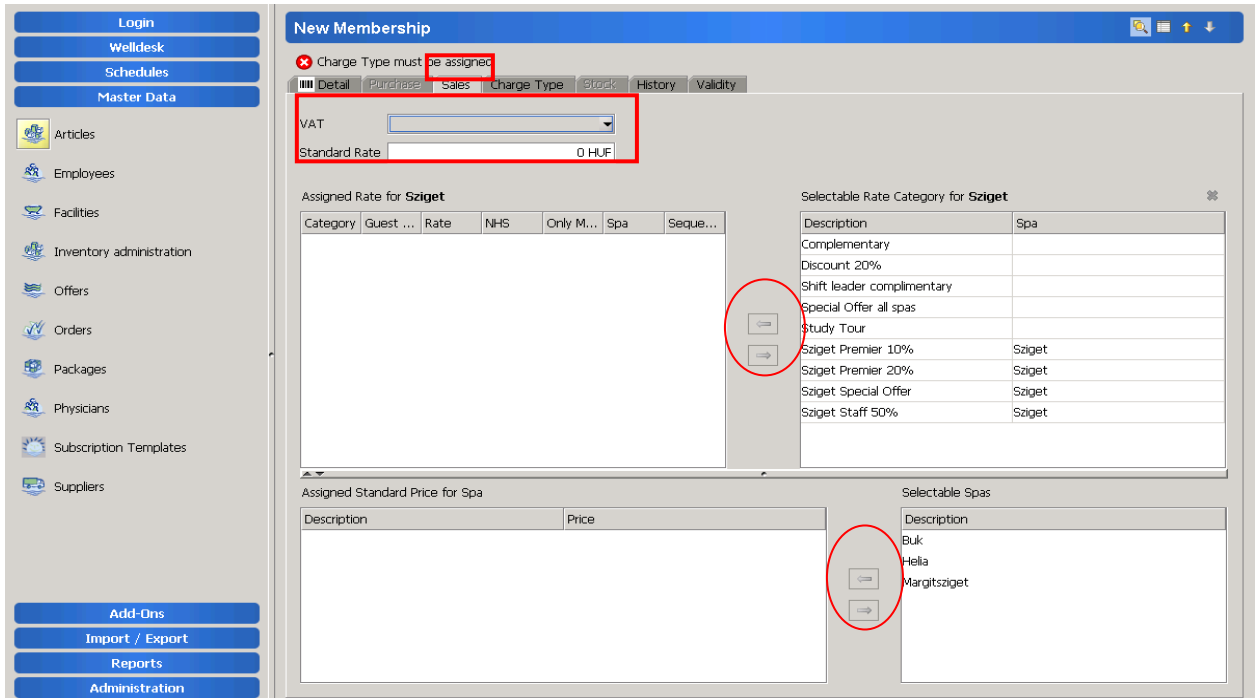 Login
Welldesk
Schedules
Master Data
Articles
Employees
Facilities
Inventory administration
Offers
Orders
Packages
Physicians
Subscription Templates
Suppliers
Add-Ons
Import / Export
Reports
Administration
New Membership
Charge Type must be assigned
Detail Purchase Sales Charge Type Stock History Validity
VAT
Standard Rate 0 HUF
Assigned Rate for Sziget
Category Guest ... Rate NHS Only M... Spa Seque...
Selectable Rate Category for Sziget
Description Spa
Complementary
Discount 20%
Shift leader complimentary
Special Offer all spas
Study Tour
Sziget Premier 10% Sziget
Sziget Premier 20% Sziget
Sziget Special Offer Sziget
Sziget Staff 50% Sziget
Assigned Standard Price for Spa
Description Price
Selectable Spas
Description
Buk
Helia
Margitsziget